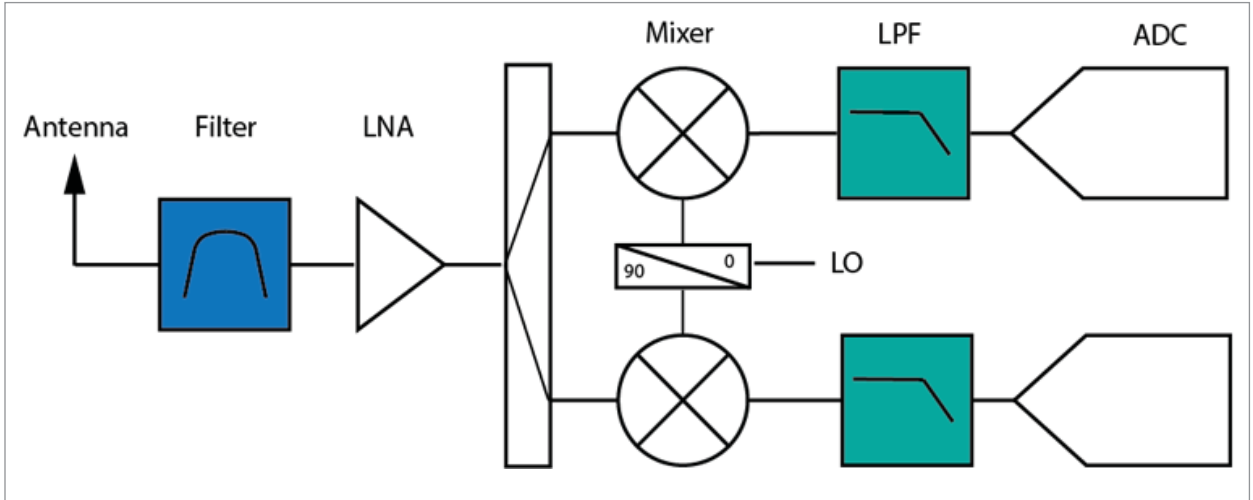 Mixer
LPF
ADC
Antenna
Filter
LNA
90
0
LO